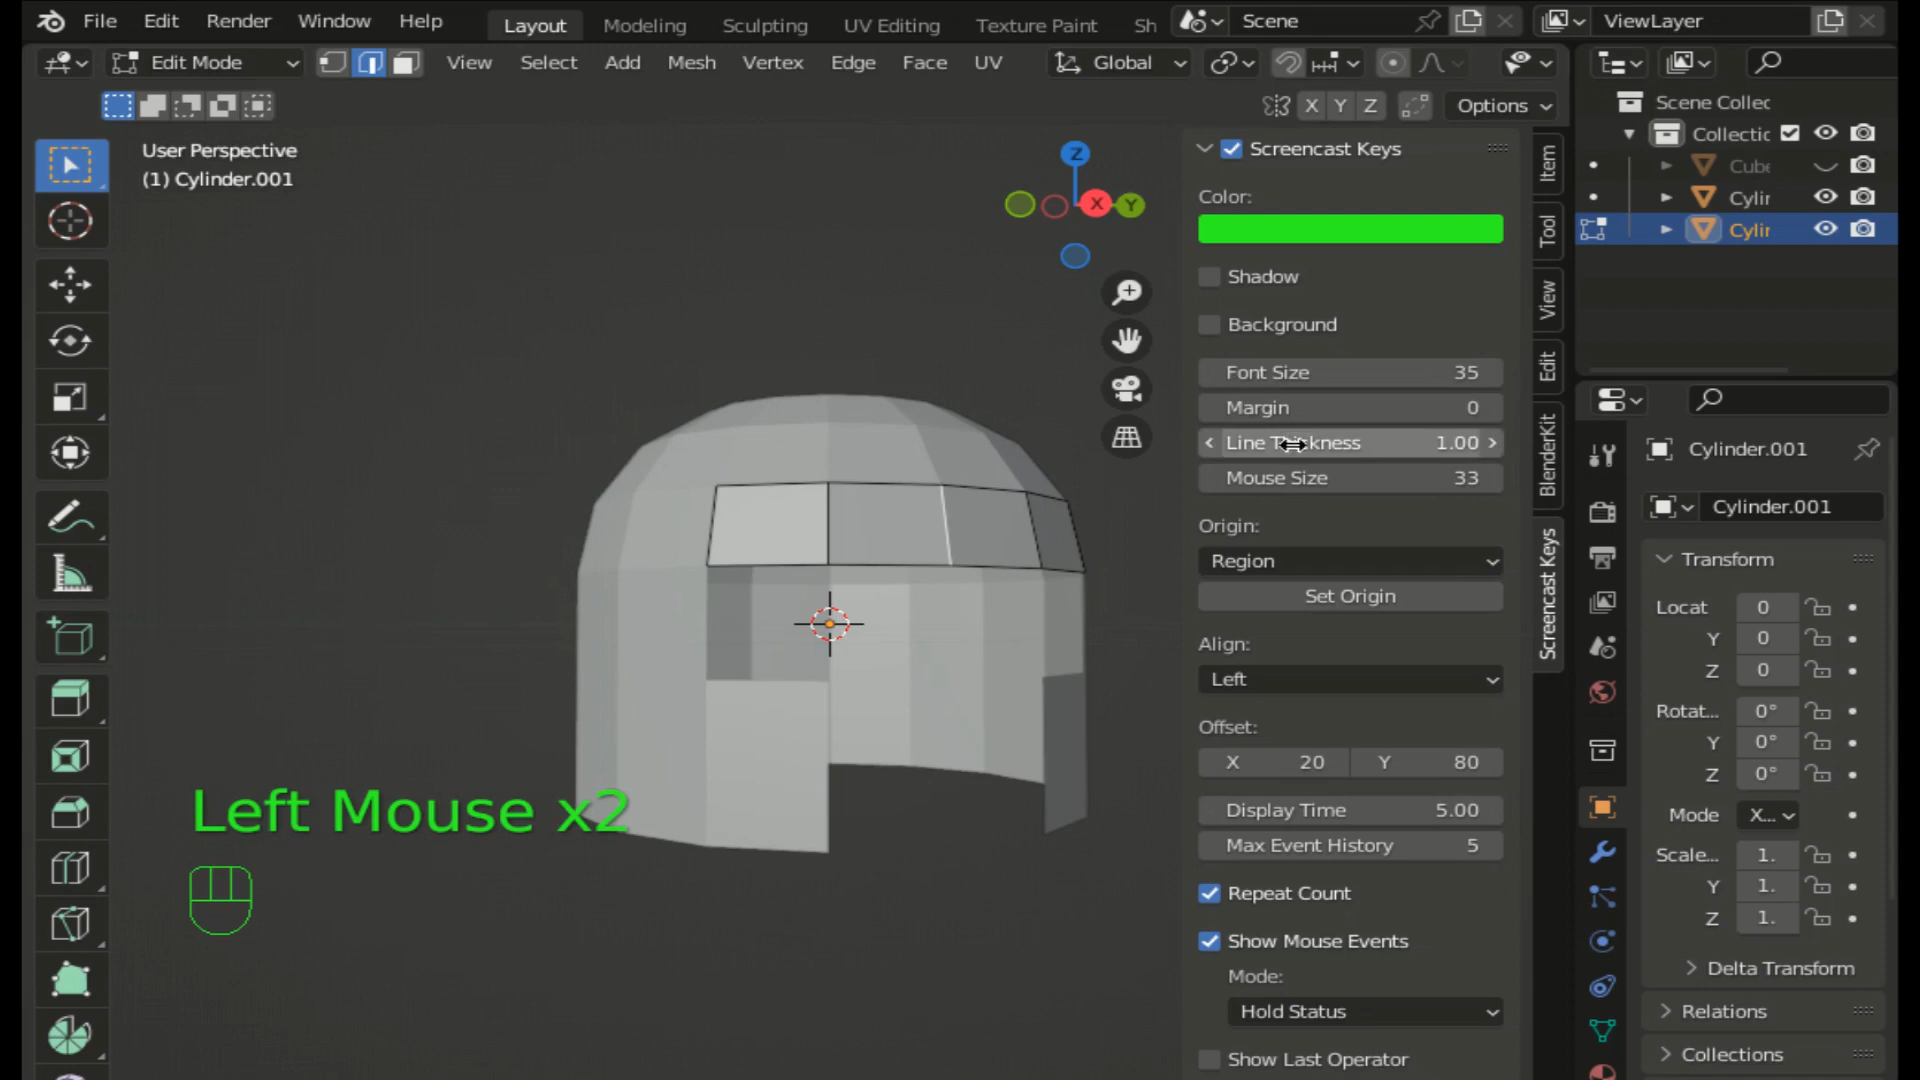 File Edit Render Window Help
Layout Modeling Sculpting UV Editing Texture Paint Sh
Scene
ViewLayer
Edit Mode
View Select Add Mesh Vertex Edge Face UV
Global
X Y Z
Options
User Perspective
(1) Cylinder.001
Z
X
Y
Left Mouse x2
Screencast Keys
Color:
Shadow
Background
Font Size 35
Margin 0
Line Thickness 1.00
Mouse Size 33
Origin:
Region
Set Origin
Align:
Left
Offset:
X 20 Y 80
Display Time 5.00
Max Event History 5
Repeat Count
Show Mouse Events
Mode:
Hold Status
Show Last Operator
Item
Tool
View
Edit
BlenderKit
Screencast Keys
Scene Collec
Collectic
Cube
Cylir
Cylir
Cylinder.001
Cylinder.001
Transform
Locat 0
Y 0
Z 0
Rotat... 0°
Y 0°
Z 0°
Mode X...
Scale... 1.
Y 1.
Z 1.
Delta Transform
Relations
Collections